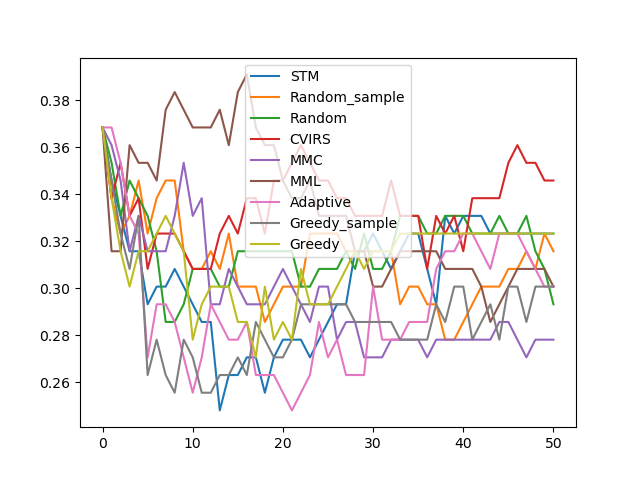 STM
Random_sample
Random
CVIRS
MMC
MML
Adaptive
Greedy_sample
Greedy
0.38
0.36
0.34
0.32
0.30
0.28
0.26
0 10 20 30 40 50